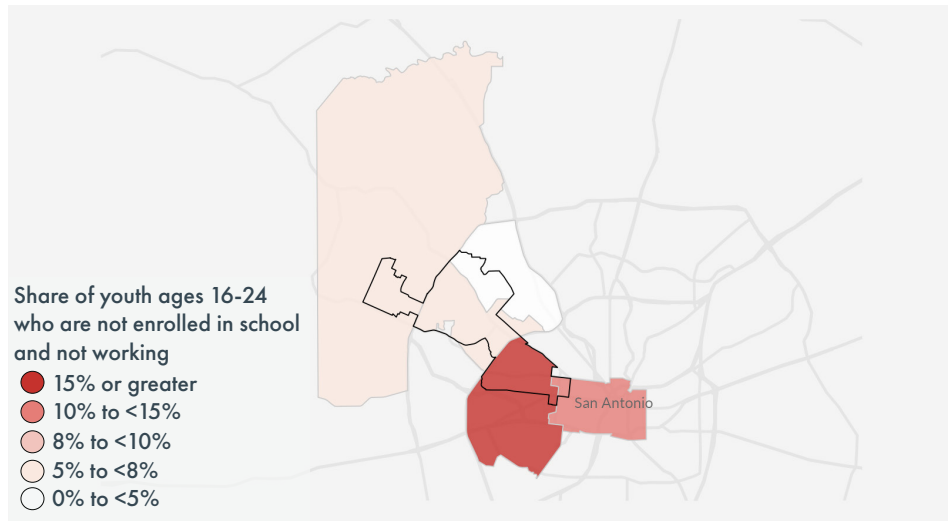 Share of youth ages 16-24
who are not enrolled in school
and not working
15% or greater
10% to <15%
8% to <10%
5% to <8%
0% to <5%
San Antonio